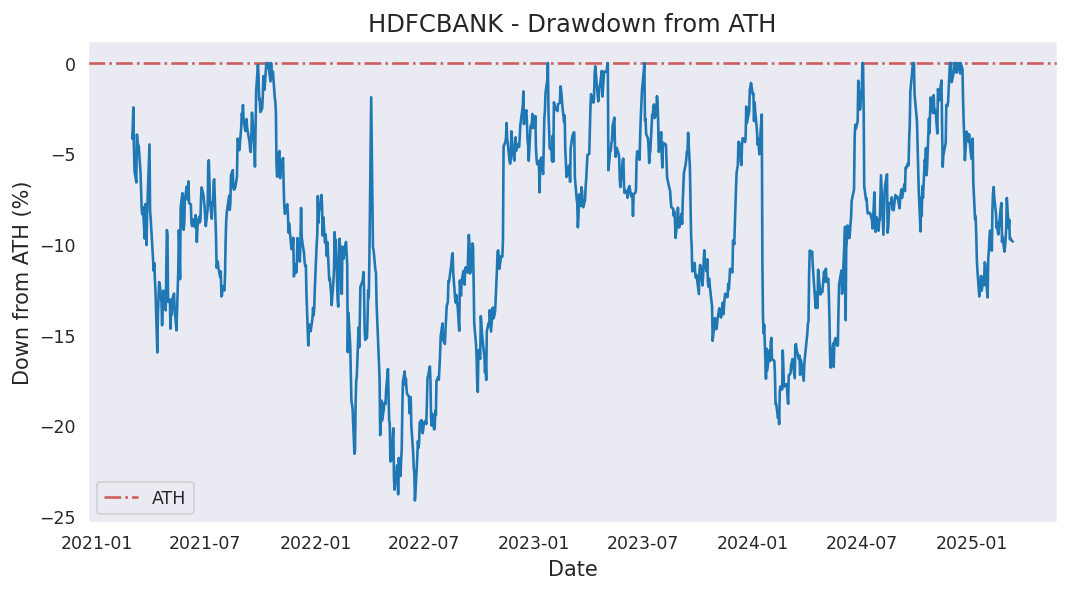 HDFCBANK - Drawdown from ATH
Down from ATH (%)
0
−5
−10
−15
−20
−25
ATH
2021-01 2021-07 2022-01 2022-07 2023-01 2023-07 2024-01 2024-07 2025-01
Date